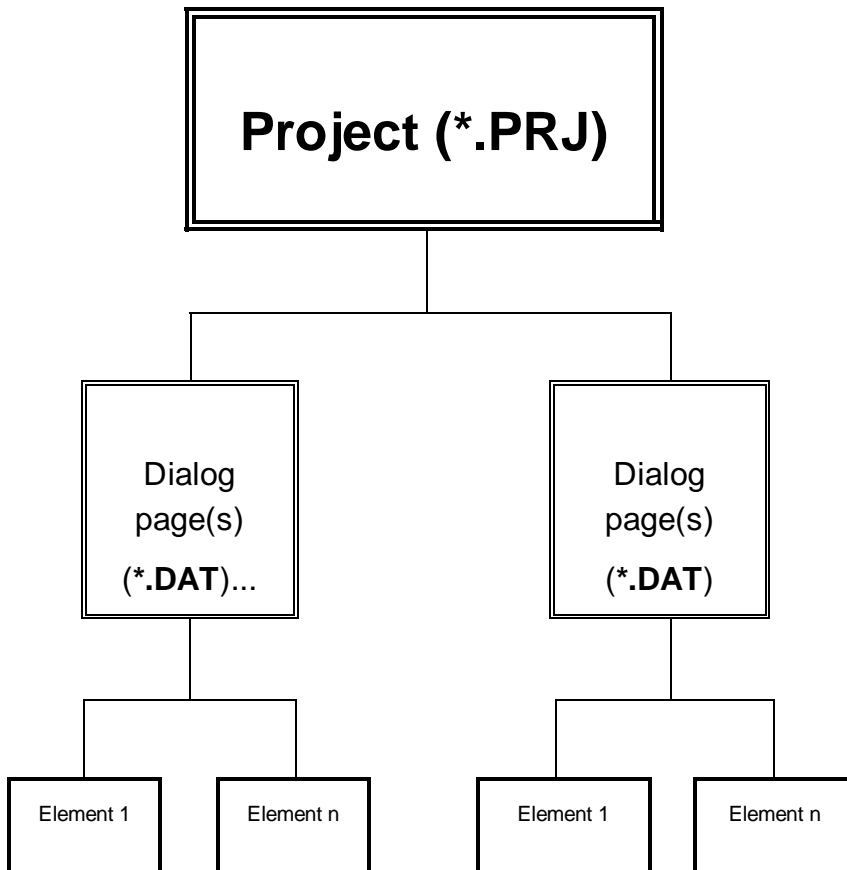 Project (*.PRJ)
Dialog
page(s)
(*.DAT)...
Dialog
page(s)
(*.DAT)
Element 1
Element n
Element 1
Element n